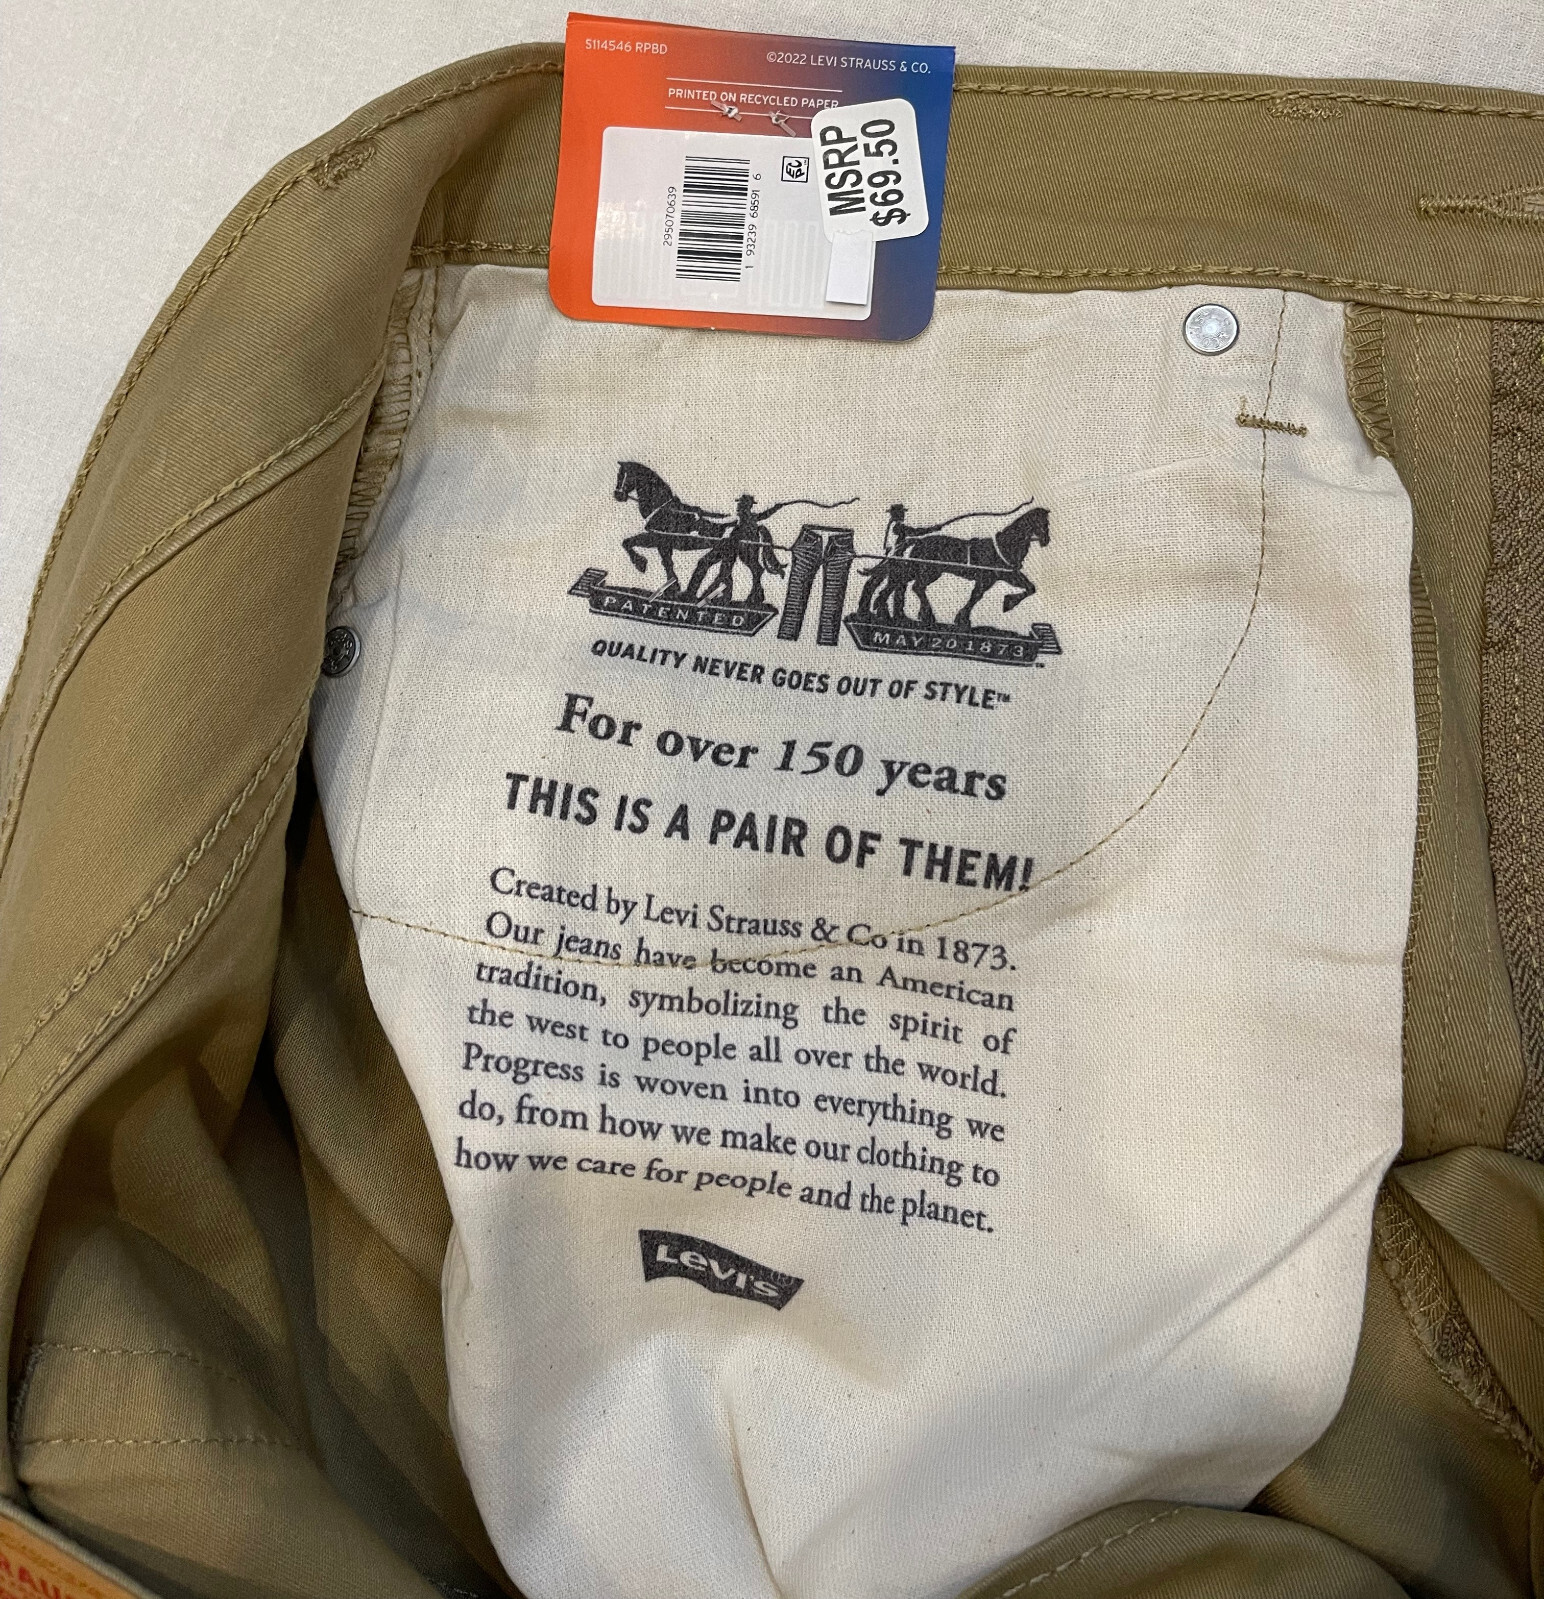 S114546 RPBD
©2022 LEVI STRAUSS & CO.
PRINTED ON RECYCLED PAPER
MSRP
$69.50
295070639
1 93239 68591 6
EPC
PATENTED
MAY 20 1873
QUALITY NEVER GOES OUT OF STYLE™
For over 150 years
THIS IS A PAIR OF THEM!
Created by Levi Strauss & Co in 1873.
Our jeans have become an American
tradition, symbolizing the spirit of
the west to people all over the world.
Progress is woven into everything we
do, from how we make our clothing to
how we care for people and the planet.
Levi's